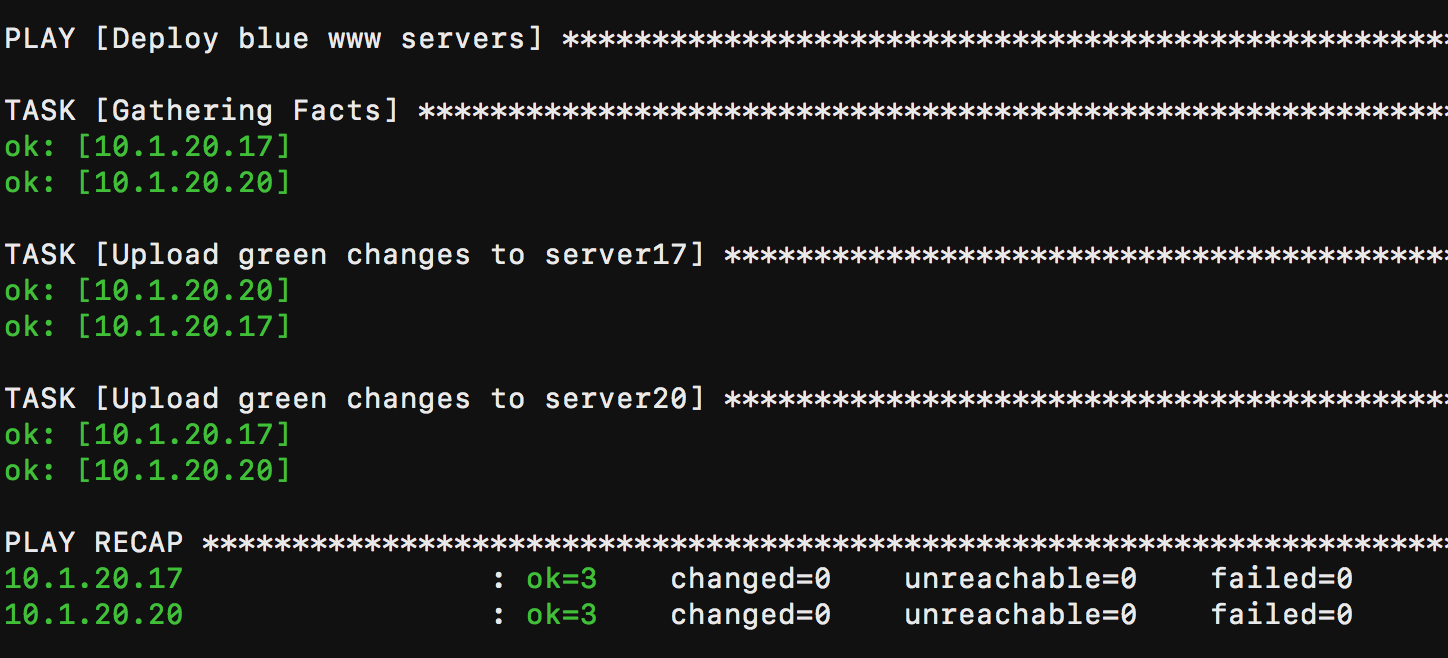 PLAY [Deploy blue www servers] *************************************************
TASK [Gathering Facts] *********************************************************
ok: [10.1.20.17]
ok: [10.1.20.20]
TASK [Upload green changes to server17] ****************************************
ok: [10.1.20.20]
ok: [10.1.20.17]
TASK [Upload green changes to server20] ****************************************
ok: [10.1.20.17]
ok: [10.1.20.20]
PLAY RECAP *********************************************************************
10.1.20.17                 : ok=3    changed=0    unreachable=0    failed=0
10.1.20.20                 : ok=3    changed=0    unreachable=0    failed=0